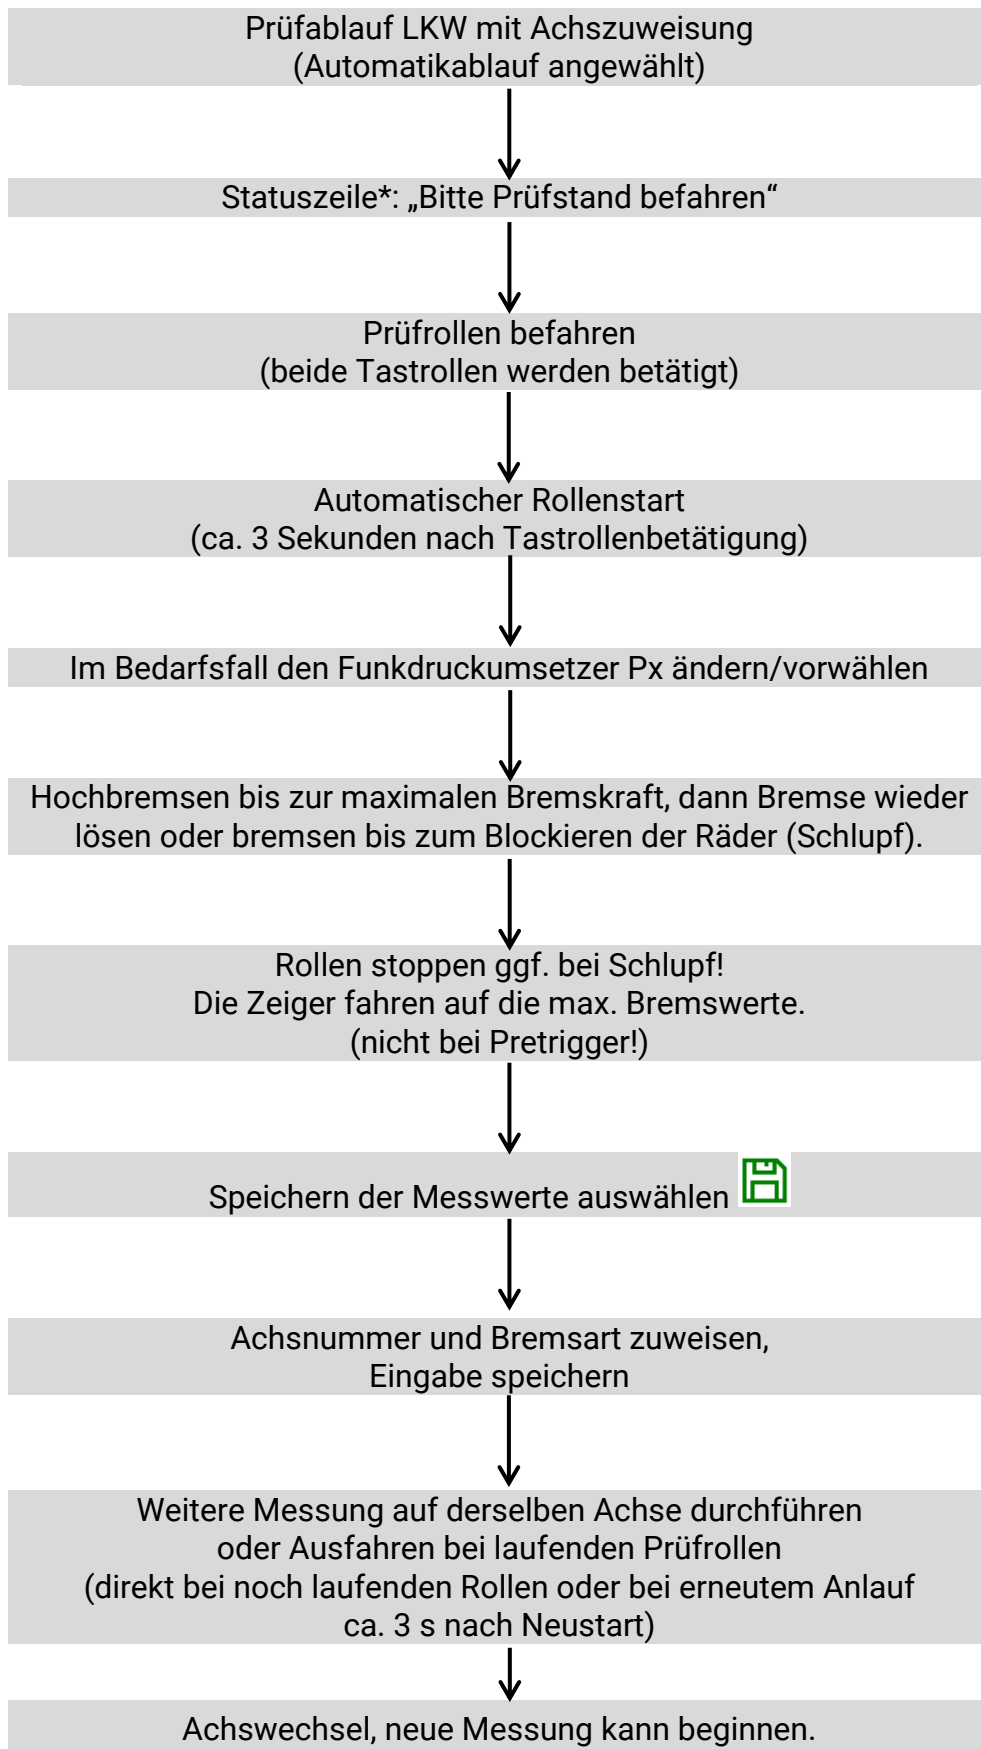 Prüfablauf LKW mit Achszuweisung
(Automatikablauf angewählt)
Statuszeile*: „Bitte Prüfstand befahren“
Prüfrollen befahren
(beide Tastrollen werden betätigt)
Automatischer Rollenstart
(ca. 3 Sekunden nach Tastrollenbetätigung)
Im Bedarfsfall den Funkdruckumsetzer Px ändern/vorwählen
Hochbremsen bis zur maximalen Bremskraft, dann Bremse wieder
lösen oder bremsen bis zum Blockieren der Räder (Schlupf).
Rollen stoppen ggf. bei Schlupf!
Die Zeiger fahren auf die max. Bremswerte.
(nicht bei Pretrigger!)
Speichern der Messwerte auswählen
Achsnummer und Bremsart zuweisen,
Eingabe speichern
Weitere Messung auf derselben Achse durchführen
oder Ausfahren bei laufenden Prüfrollen
(direkt bei noch laufenden Rollen oder bei erneutem Anlauf
ca. 3 s nach Neustart)
Achswechsel, neue Messung kann beginnen.